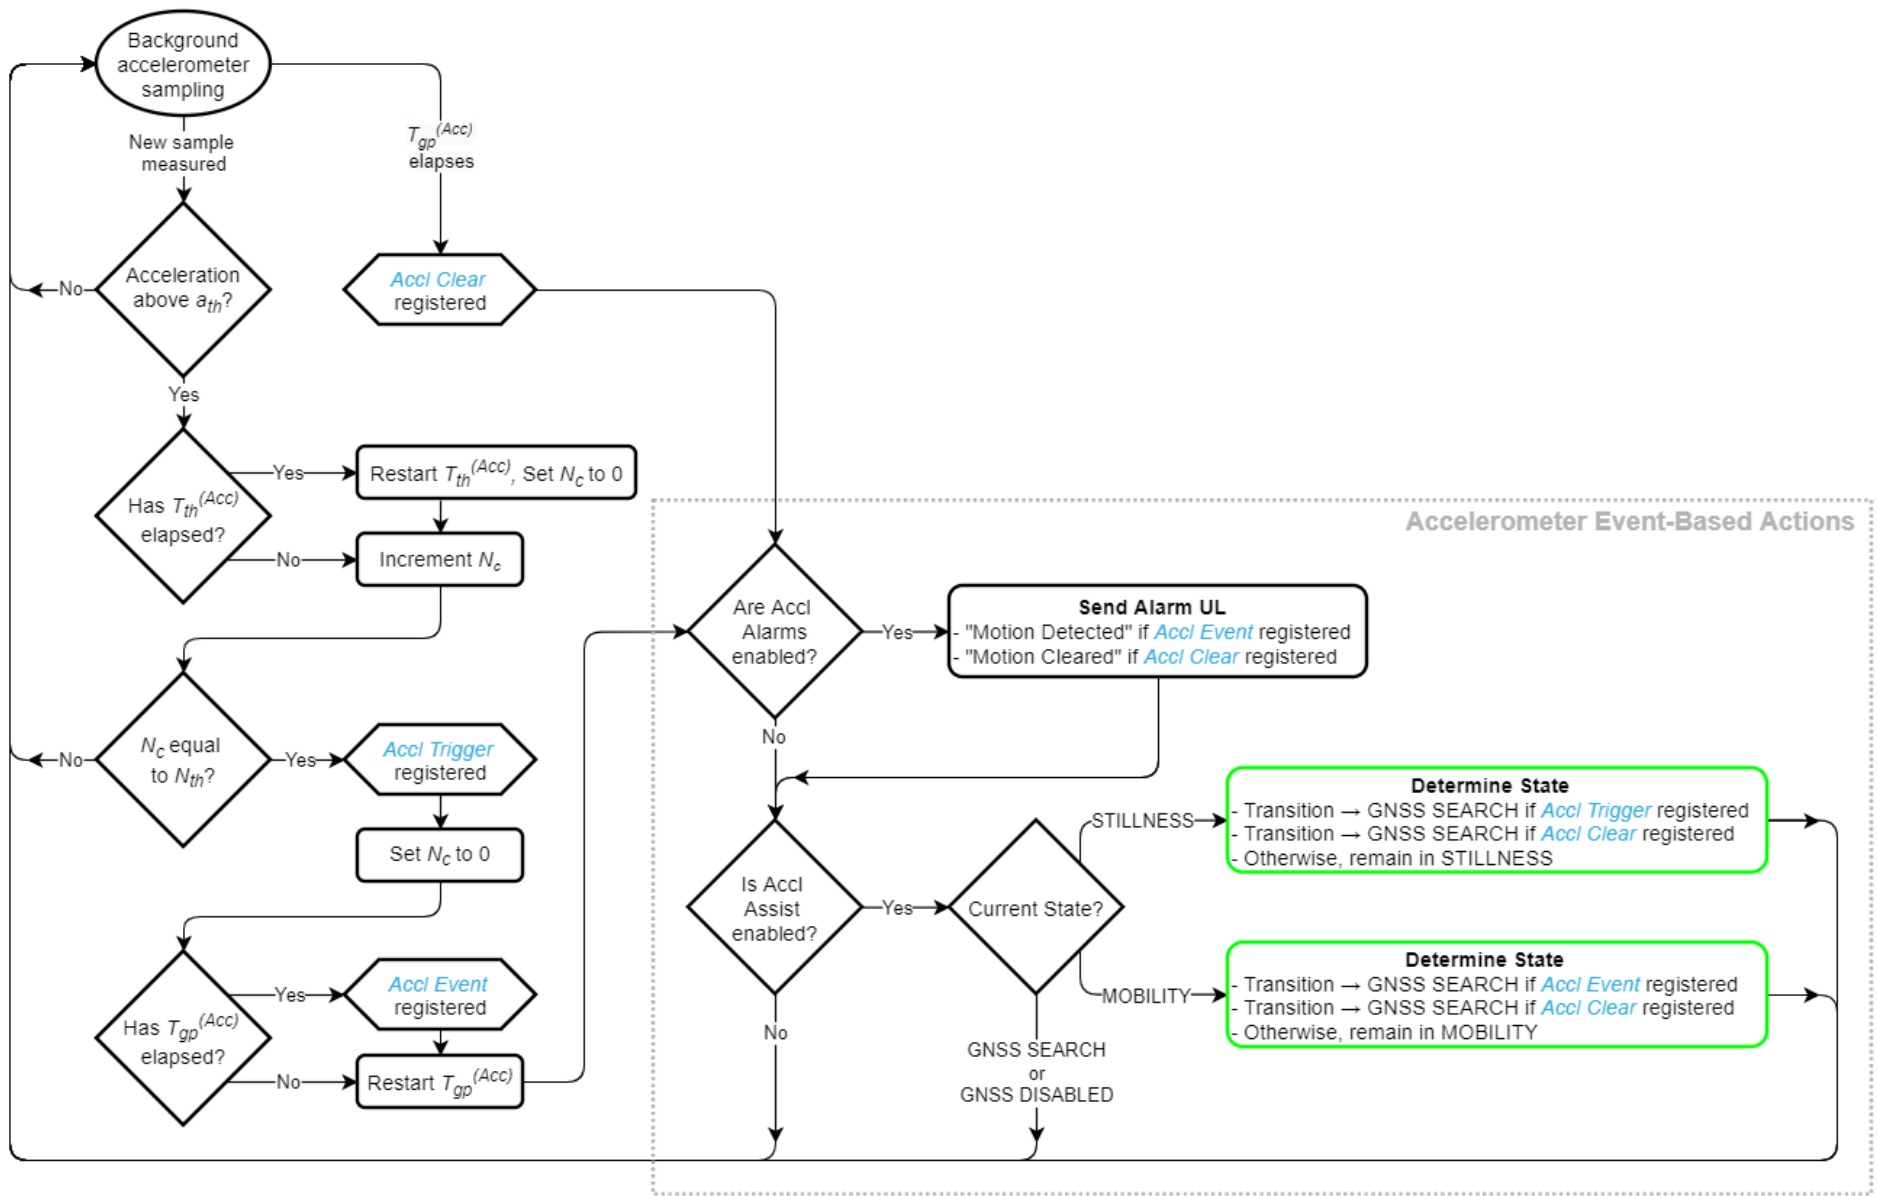 Background
accelerometer
sampling
New sample
measured
T_gp^(Acc)
elapses
Acceleration
above a_th?
No
Yes
Accl Clear
registered
Has T_th^(Acc)
elapsed?
Yes
Restart T_th^(Acc), Set N_c to 0
No
Increment N_c
N_c equal
to N_th?
No
Yes
Accl Trigger
registered
Set N_c to 0
Has T_gp^(Acc)
elapsed?
Yes
Accl Event
registered
No
Restart T_gp^(Acc)
Accelerometer Event-Based Actions
Are Accl
Alarms
enabled?
Yes
Send Alarm UL
- "Motion Detected" if Accl Event registered
- "Motion Cleared" if Accl Clear registered
No
Is Accl
Assist
enabled?
Yes
No
Current State?
STILLNESS
Determine State
- Transition → GNSS SEARCH if Accl Trigger registered
- Transition → GNSS SEARCH if Accl Clear registered
- Otherwise, remain in STILLNESS
MOBILITY
Determine State
- Transition → GNSS SEARCH if Accl Event registered
- Transition → GNSS SEARCH if Accl Clear registered
- Otherwise, remain in MOBILITY
GNSS SEARCH
or
GNSS DISABLED